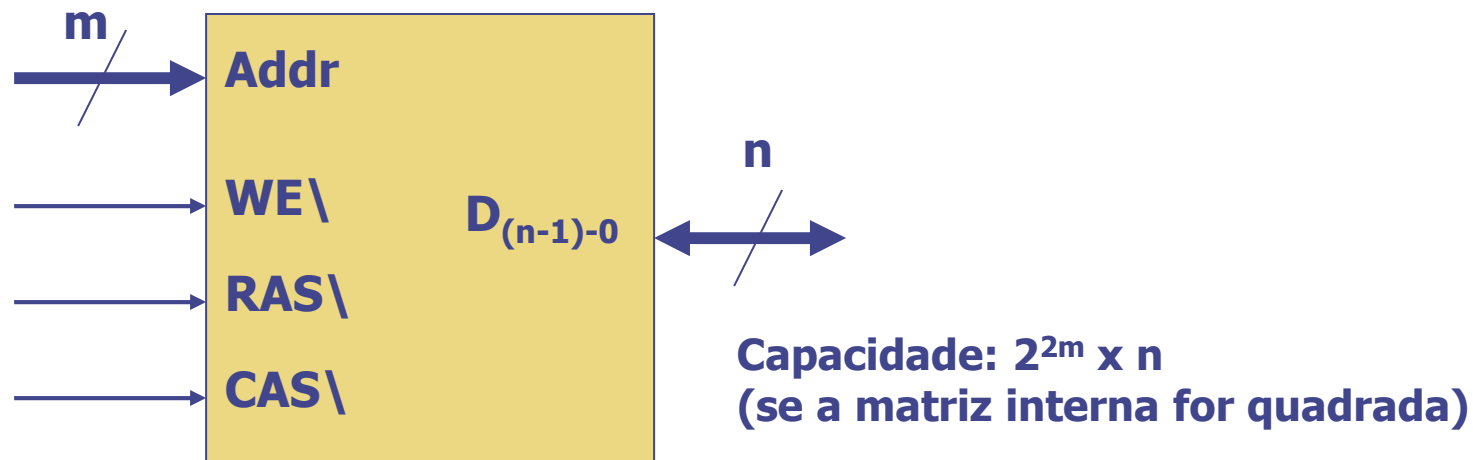 m
Addr
WE\
D(n-1)-0
n
RAS\
CAS\
Capacidade: 2^2m x n
(se a matriz interna for quadrada)